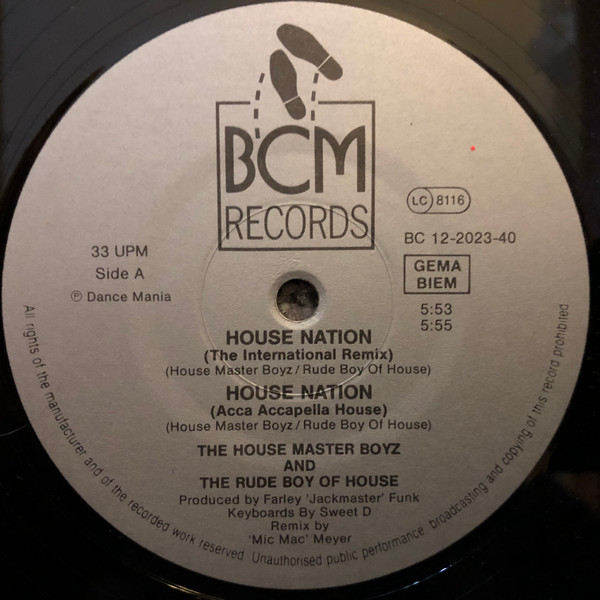 BCM
RECORDS
LC 8116
BC 12-2023-40
33 UPM
GEMA
Side A
BIEM
℗ Dance Mania
5:53
5:55
HOUSE NATION
(The International Remix)
(House Master Boyz/Rude Boy Of House)
HOUSE NATION
(Acca Accapella House)
(House Master Boyz/Rude Boy Of House)
THE HOUSE MASTER BOYZ
AND
THE RUDE BOY OF HOUSE
Produced by Farley 'Jackmaster' Funk
Keyboards By Sweet D
Remix by
'Mic Mac' Meyer
All rights of the manufacturer and of the recorded work reserved. Unauthorised public performance, broadcasting and copying of this record prohibited